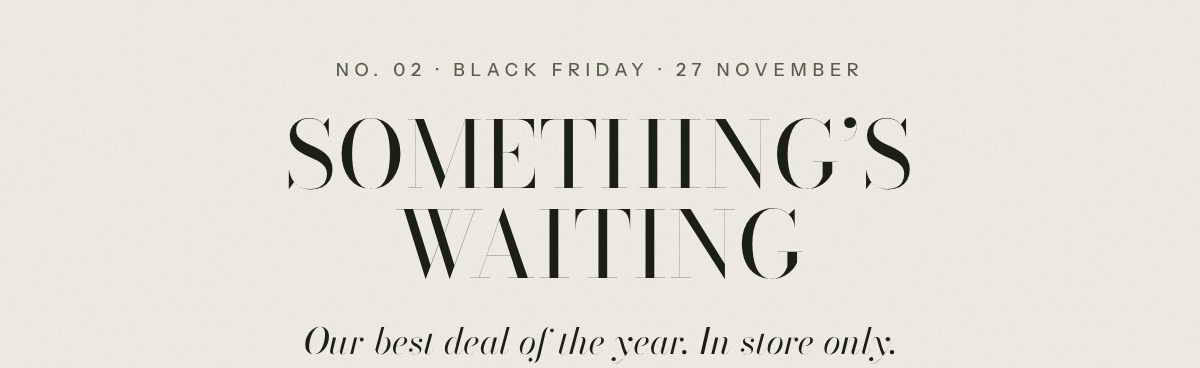 NO. 02 · BLACK FRIDAY · 27 NOVEMBER
SOMETHING’S
WAITING
Our best deal of the year. In store only.